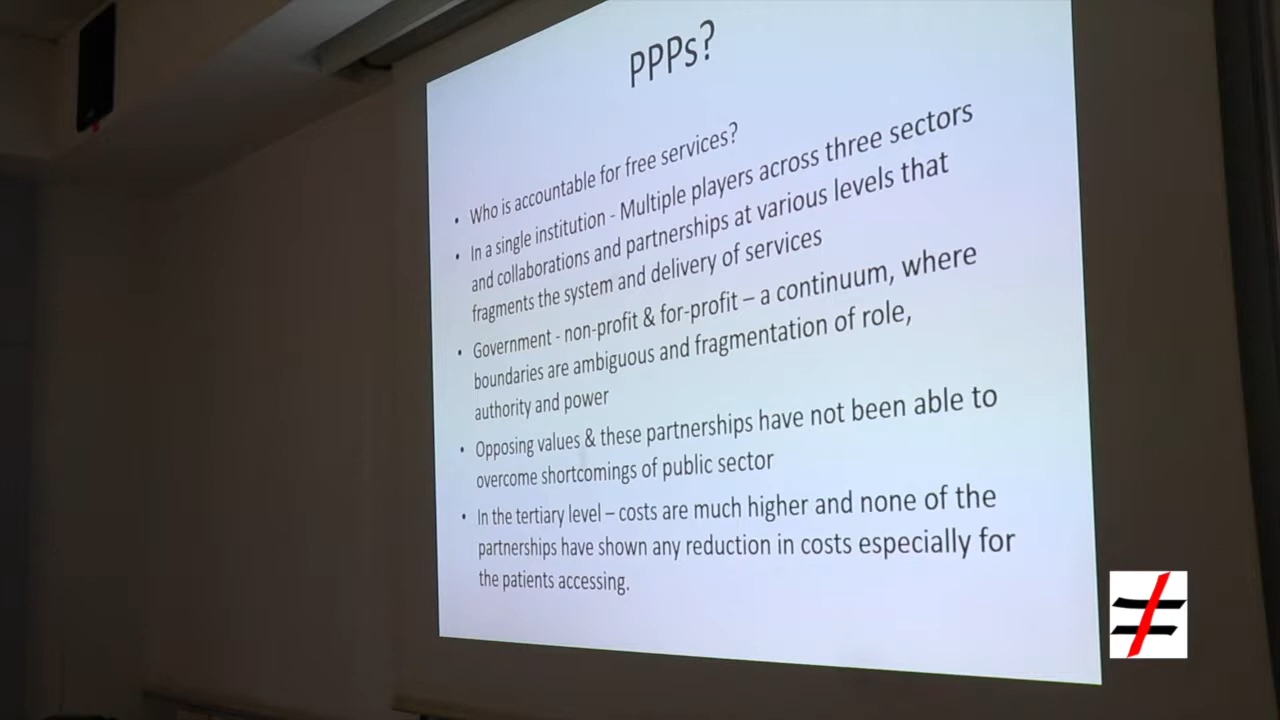 PPPs?
• Who is accountable for free services?
• In a single institution - Multiple players across three sectors
and collaborations and partnerships at various levels that
fragments the system and delivery of services
• Government - non-profit & for-profit – a continuum, where
boundaries are ambiguous and fragmentation of role,
authority and power
• Opposing values & these partnerships have not been able to
overcome shortcomings of public sector
• In the tertiary level – costs are much higher and none of the
partnerships have shown any reduction in costs especially for
the patients accessing.